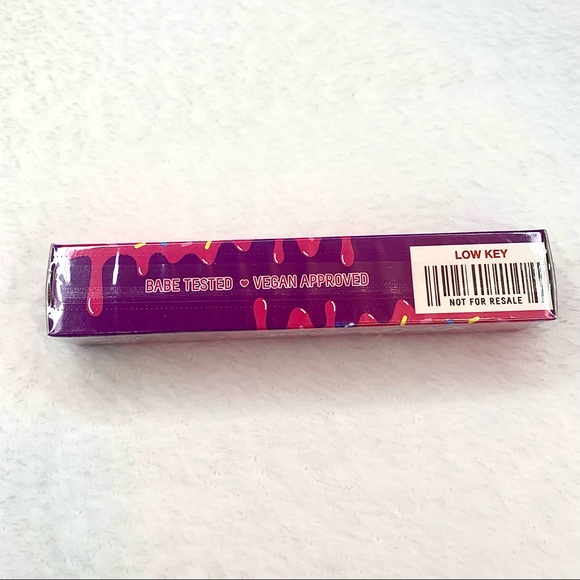 BABE TESTED ♥ VEGAN APPROVED
LOW KEY
NOT FOR RESALE